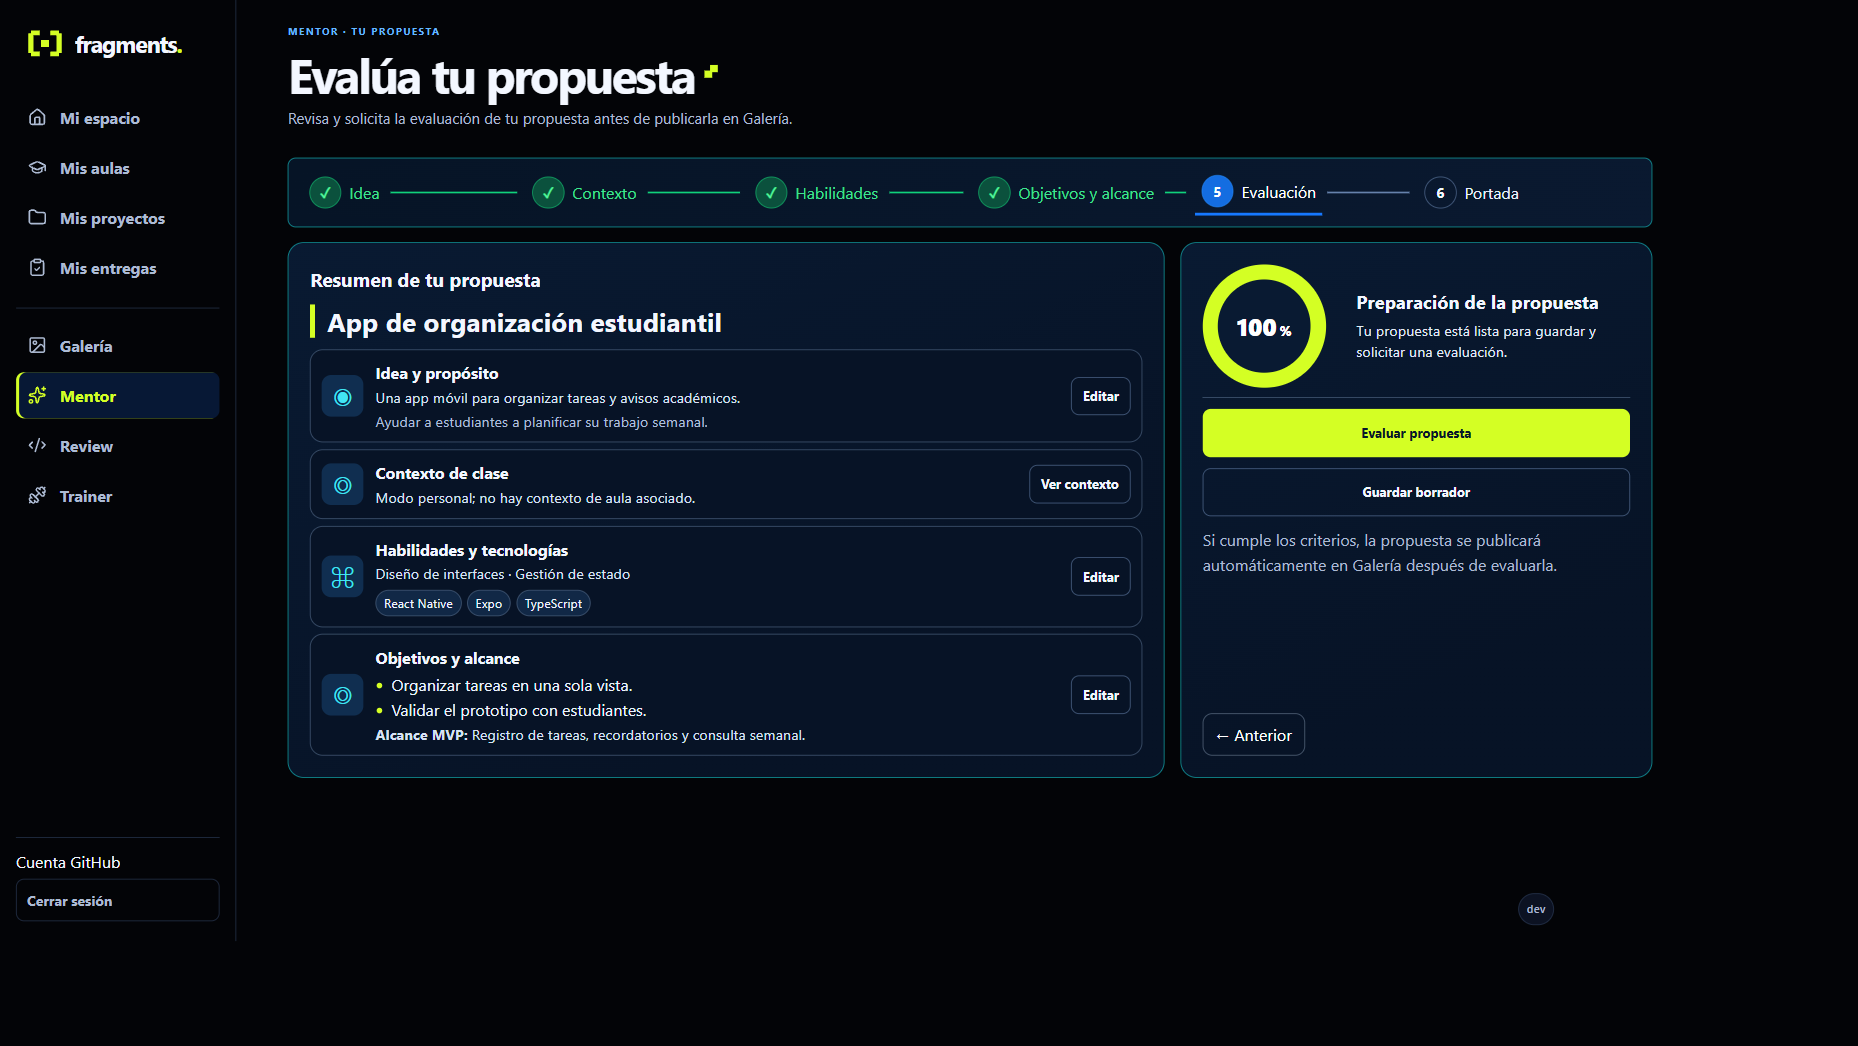 fragments.
Mi espacio
Mis aulas
Mis proyectos
Mis entregas
Galería
Mentor
Review
Trainer
Cuenta GitHub
Cerrar sesión
MENTOR · TU PROPUESTA
Evalúa tu propuesta
Revisa y solicita la evaluación de tu propuesta antes de publicarla en Galería.
✓ Idea
✓ Contexto
✓ Habilidades
✓ Objetivos y alcance
5 Evaluación
6 Portada
Resumen de tu propuesta
App de organización estudiantil
Idea y propósito
Una app móvil para organizar tareas y avisos académicos.
Ayudar a estudiantes a planificar su trabajo semanal.
Editar
Contexto de clase
Modo personal; no hay contexto de aula asociado.
Ver contexto
Habilidades y tecnologías
Diseño de interfaces · Gestión de estado
React Native Expo TypeScript
Editar
Objetivos y alcance
• Organizar tareas en una sola vista.
• Validar el prototipo con estudiantes.
Alcance MVP: Registro de tareas, recordatorios y consulta semanal.
Editar
100 %
Preparación de la propuesta
Tu propuesta está lista para guardar y
solicitar una evaluación.
Evaluar propuesta
Guardar borrador
Si cumple los criterios, la propuesta se publicará
automáticamente en Galería después de evaluarla.
← Anterior
dev